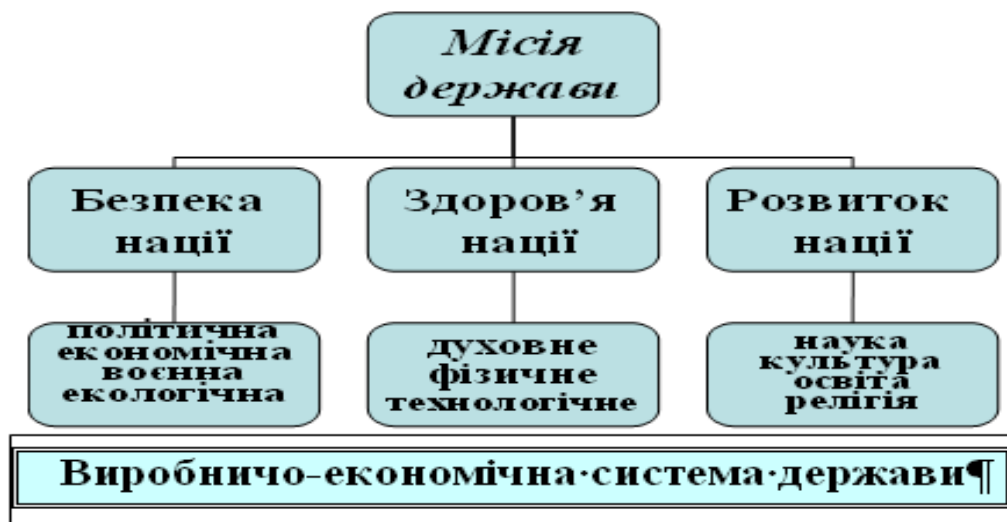 Місія
держави
Безпека
нації
Здоров’я
нації
Розвиток
нації
політична
економічна
воєнна
екологічна
духовне
фізичне
технологічне
наука
культура
освіта
релігія
Виробничо-економічна·система·держави¶